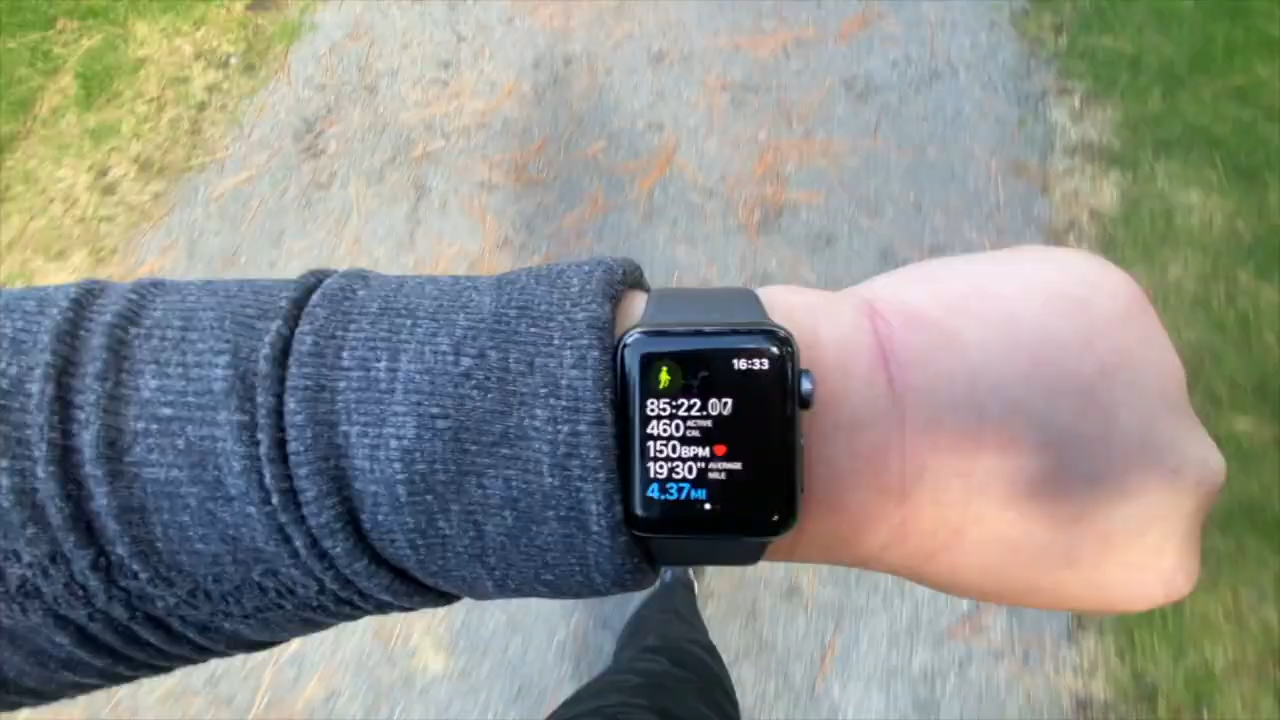 16:33
85:22.07
460 ACTIVE CAL
150BPM
19'30" AVERAGE MILE
4.37MI